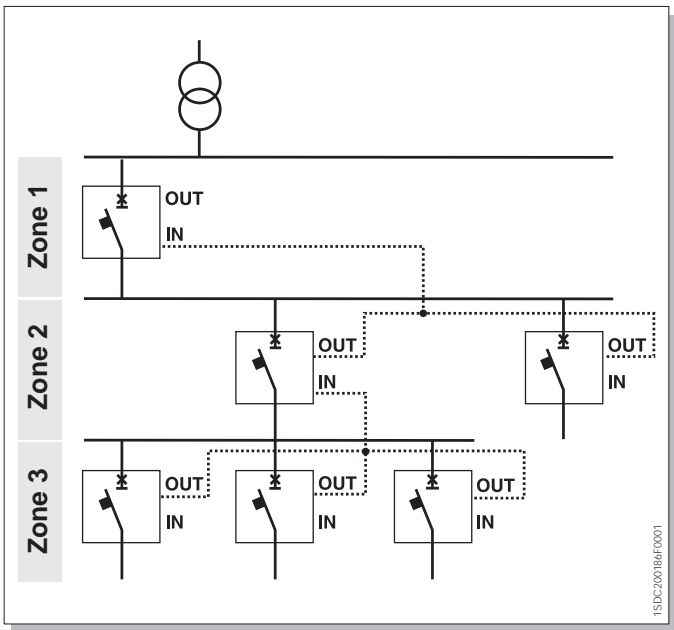 Zone 1
OUT
IN
Zone 2
OUT
IN
OUT
IN
Zone 3
OUT
IN
OUT
IN
OUT
IN
1SDC200186F0001